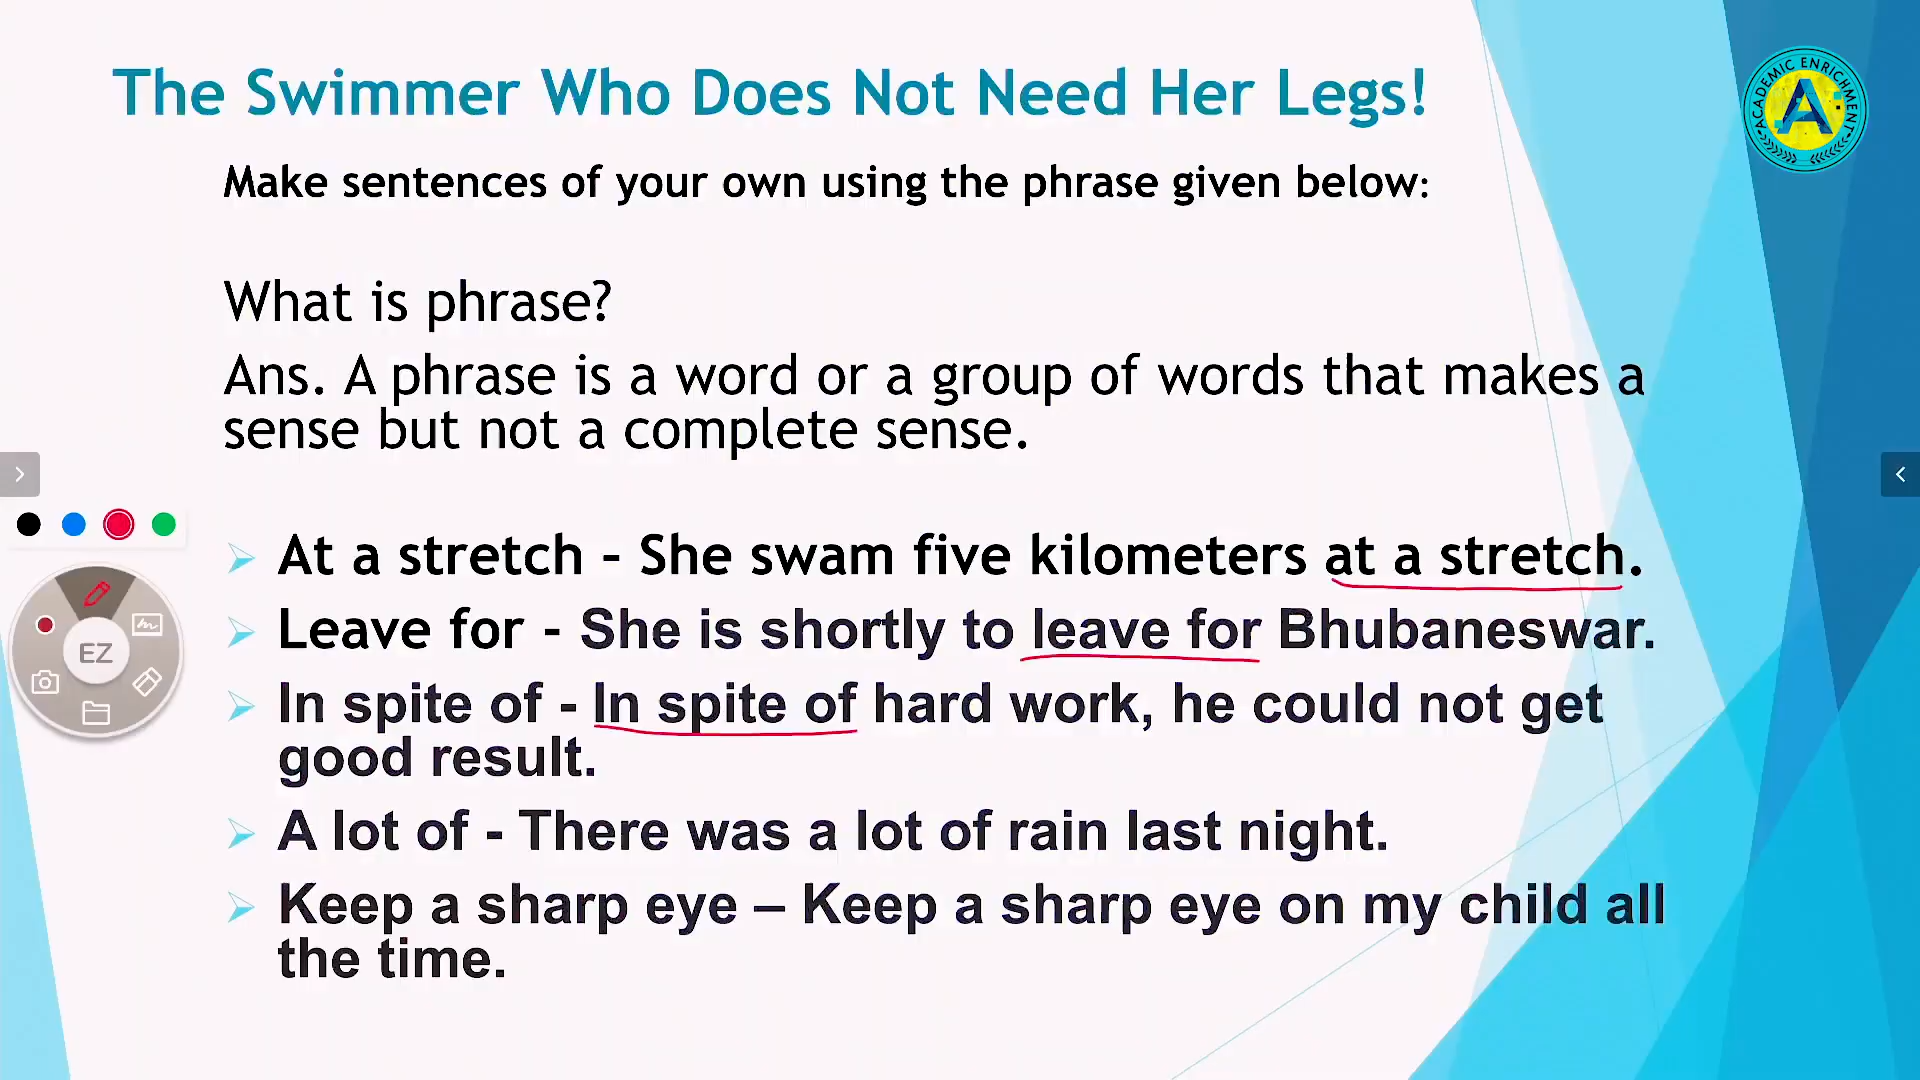 The Swimmer Who Does Not Need Her Legs!
ACADEMIC ENRICHMENT
A
Make sentences of your own using the phrase given below:
What is phrase?
Ans. A phrase is a word or a group of words that makes a
sense but not a complete sense.
At a stretch - She swam five kilometers at a stretch.
Leave for - She is shortly to leave for Bhubaneswar.
EZ
In spite of - In spite of hard work, he could not get
good result.
A lot of - There was a lot of rain last night.
Keep a sharp eye – Keep a sharp eye on my child all
the time.